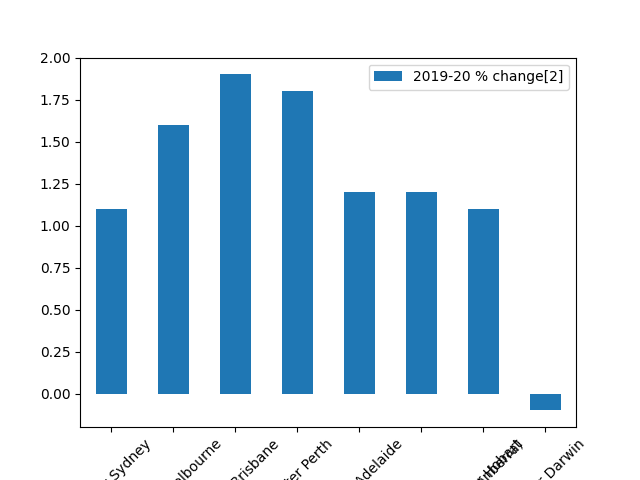 2019-20 % change[2]
2.00
1.75
1.50
1.25
1.00
0.75
0.50
0.25
0.00
Sydney
lbourne
Brisbane
er Perth
Adelaide
Hobart
Darwin